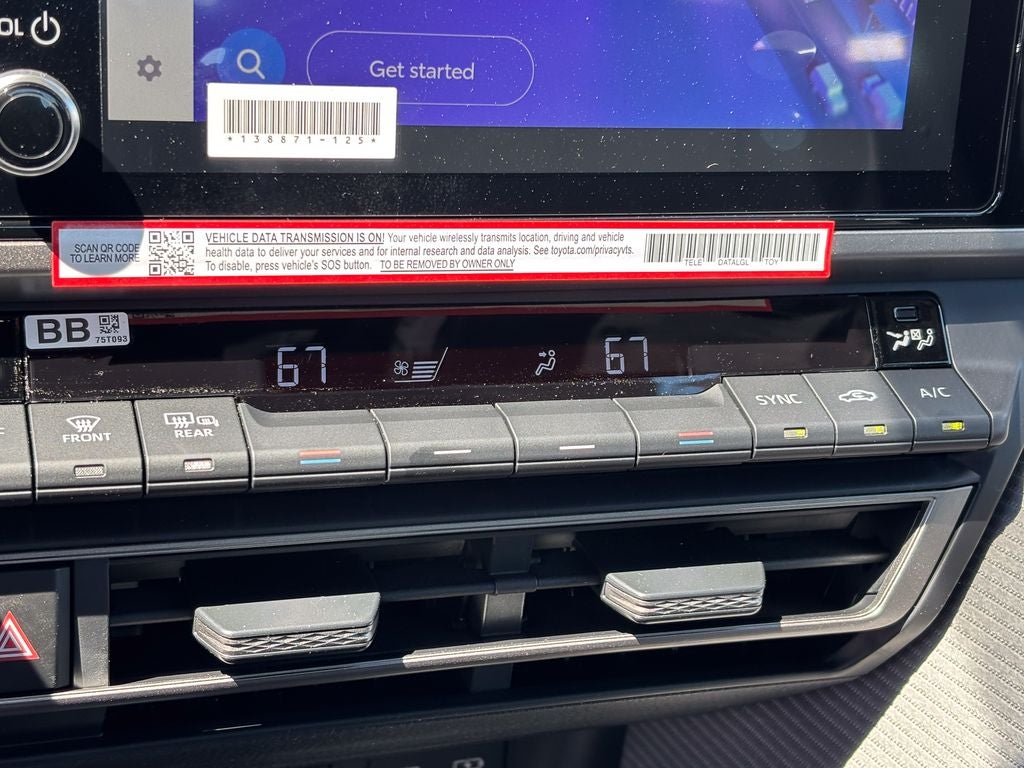 OL
Get started
*138871-125*
SCAN QR CODE
TO LEARN MORE
VEHICLE DATA TRANSMISSION IS ON! Your vehicle wirelessly transmits location, driving and vehicle
health data to deliver your services and for internal research and data analysis. See toyota.com/privacyvts.
To disable, press vehicle's SOS button. TO BE REMOVED BY OWNER ONLY
TELE DATALGL TOY
BB
75T093
67
67
FRONT
REAR
SYNC
A/C